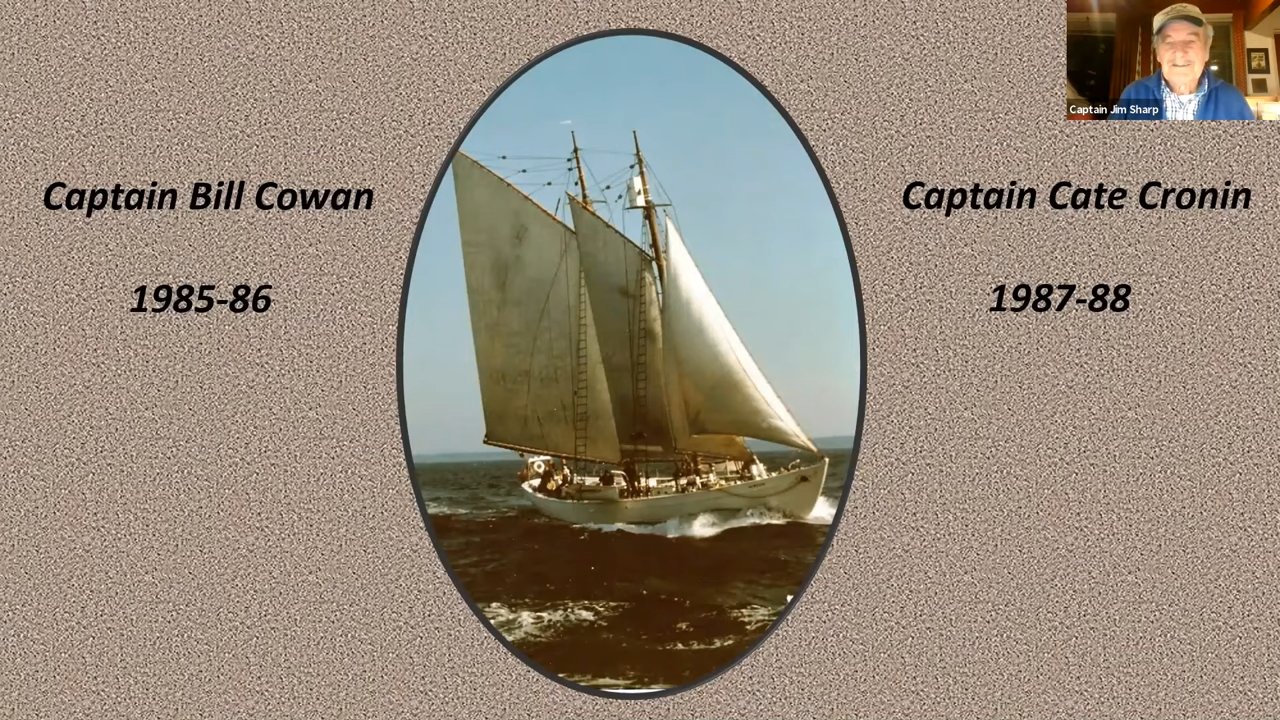 Captain Jim Sharp
Captain Bill Cowan
1985-86
Captain Cate Cronin
1987-88